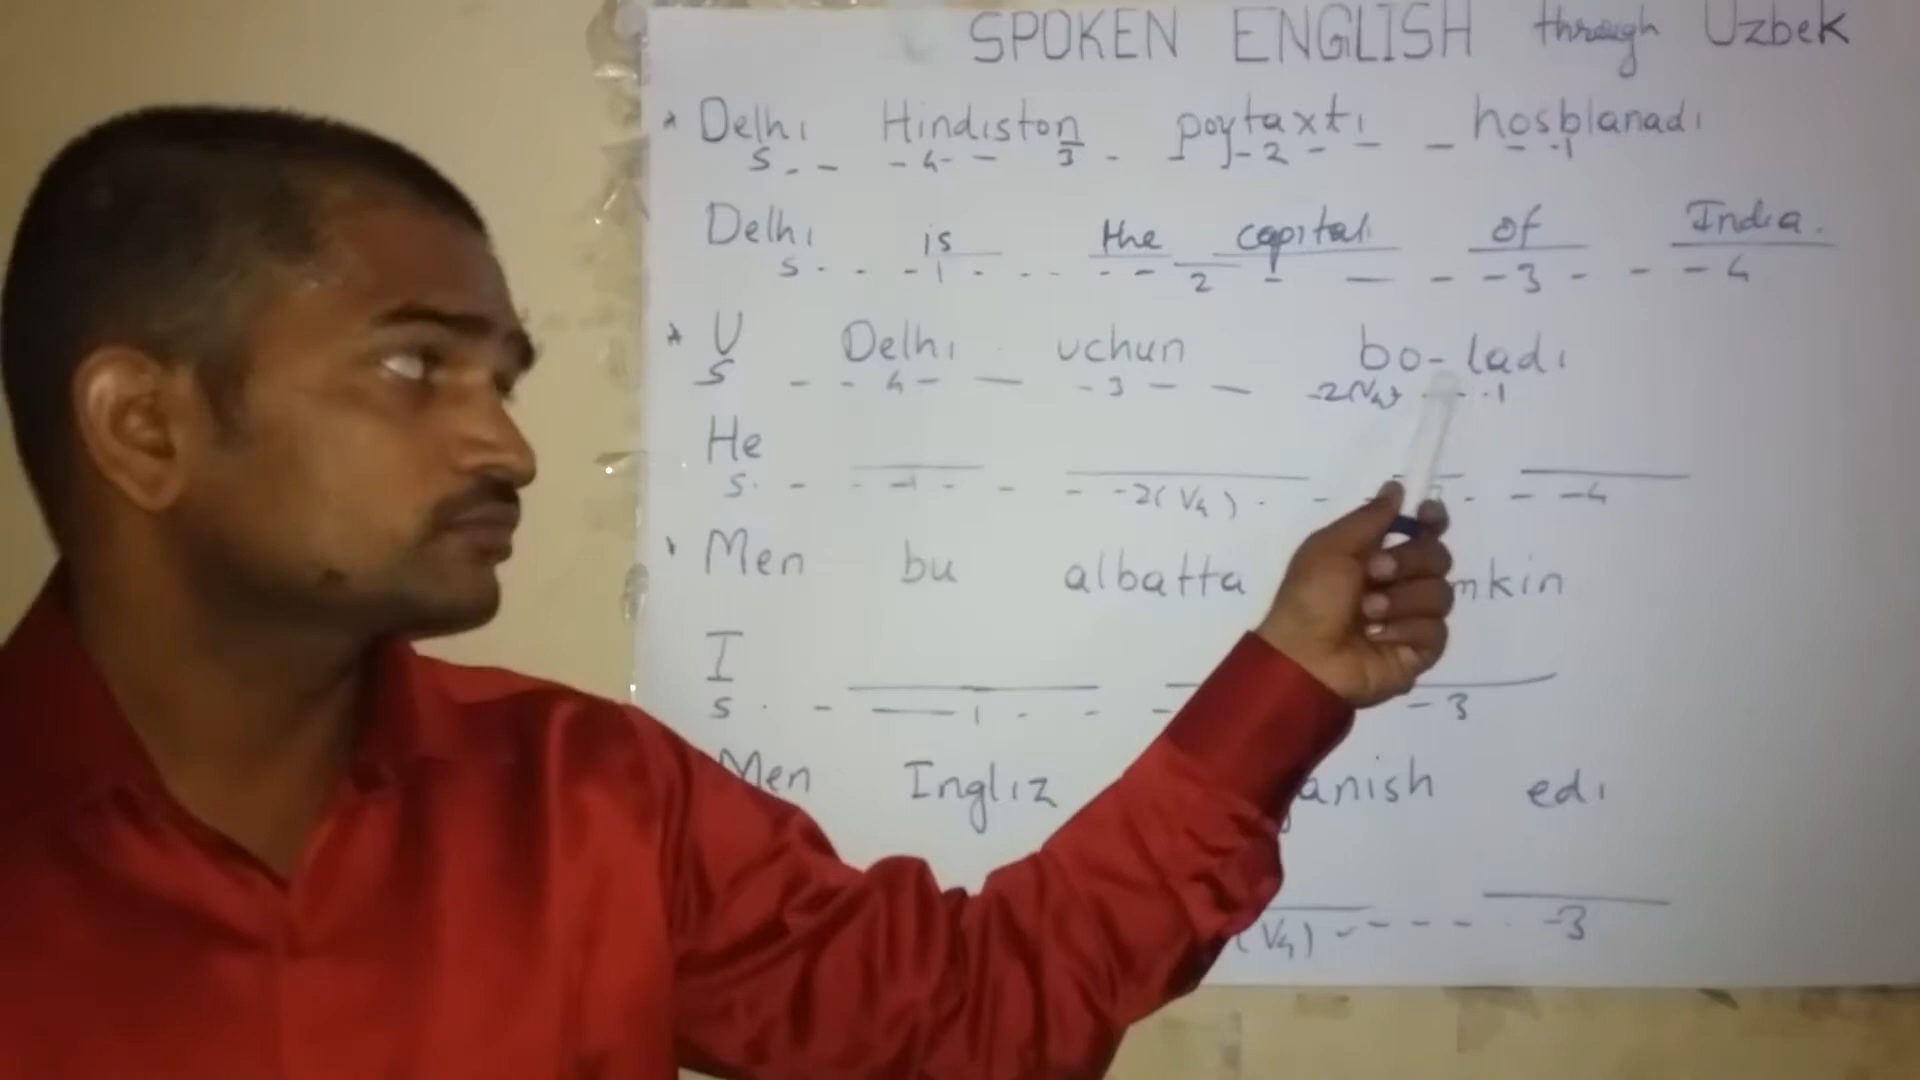 SPOKEN ENGLISH through Uzbek
* Delhi Hindiston poytaxti hosblanadi
S - - - 4 - - 3 - - 2 - - - - - 1
Delhi is the capital of India.
S - - - 1 - - - - - 2 - - - - 3 - - - 4
* U Delhi uchun bo-ladi
S - - 4 - - - 3 - - - 2(V4) - - 1
He
S - - 1 - - - - 2(V4) - - - - 4
Men bu albatta mkin
I
S - - 1 - - - - 3
Men Ingliz anish edi
(V4) - - - - - 3